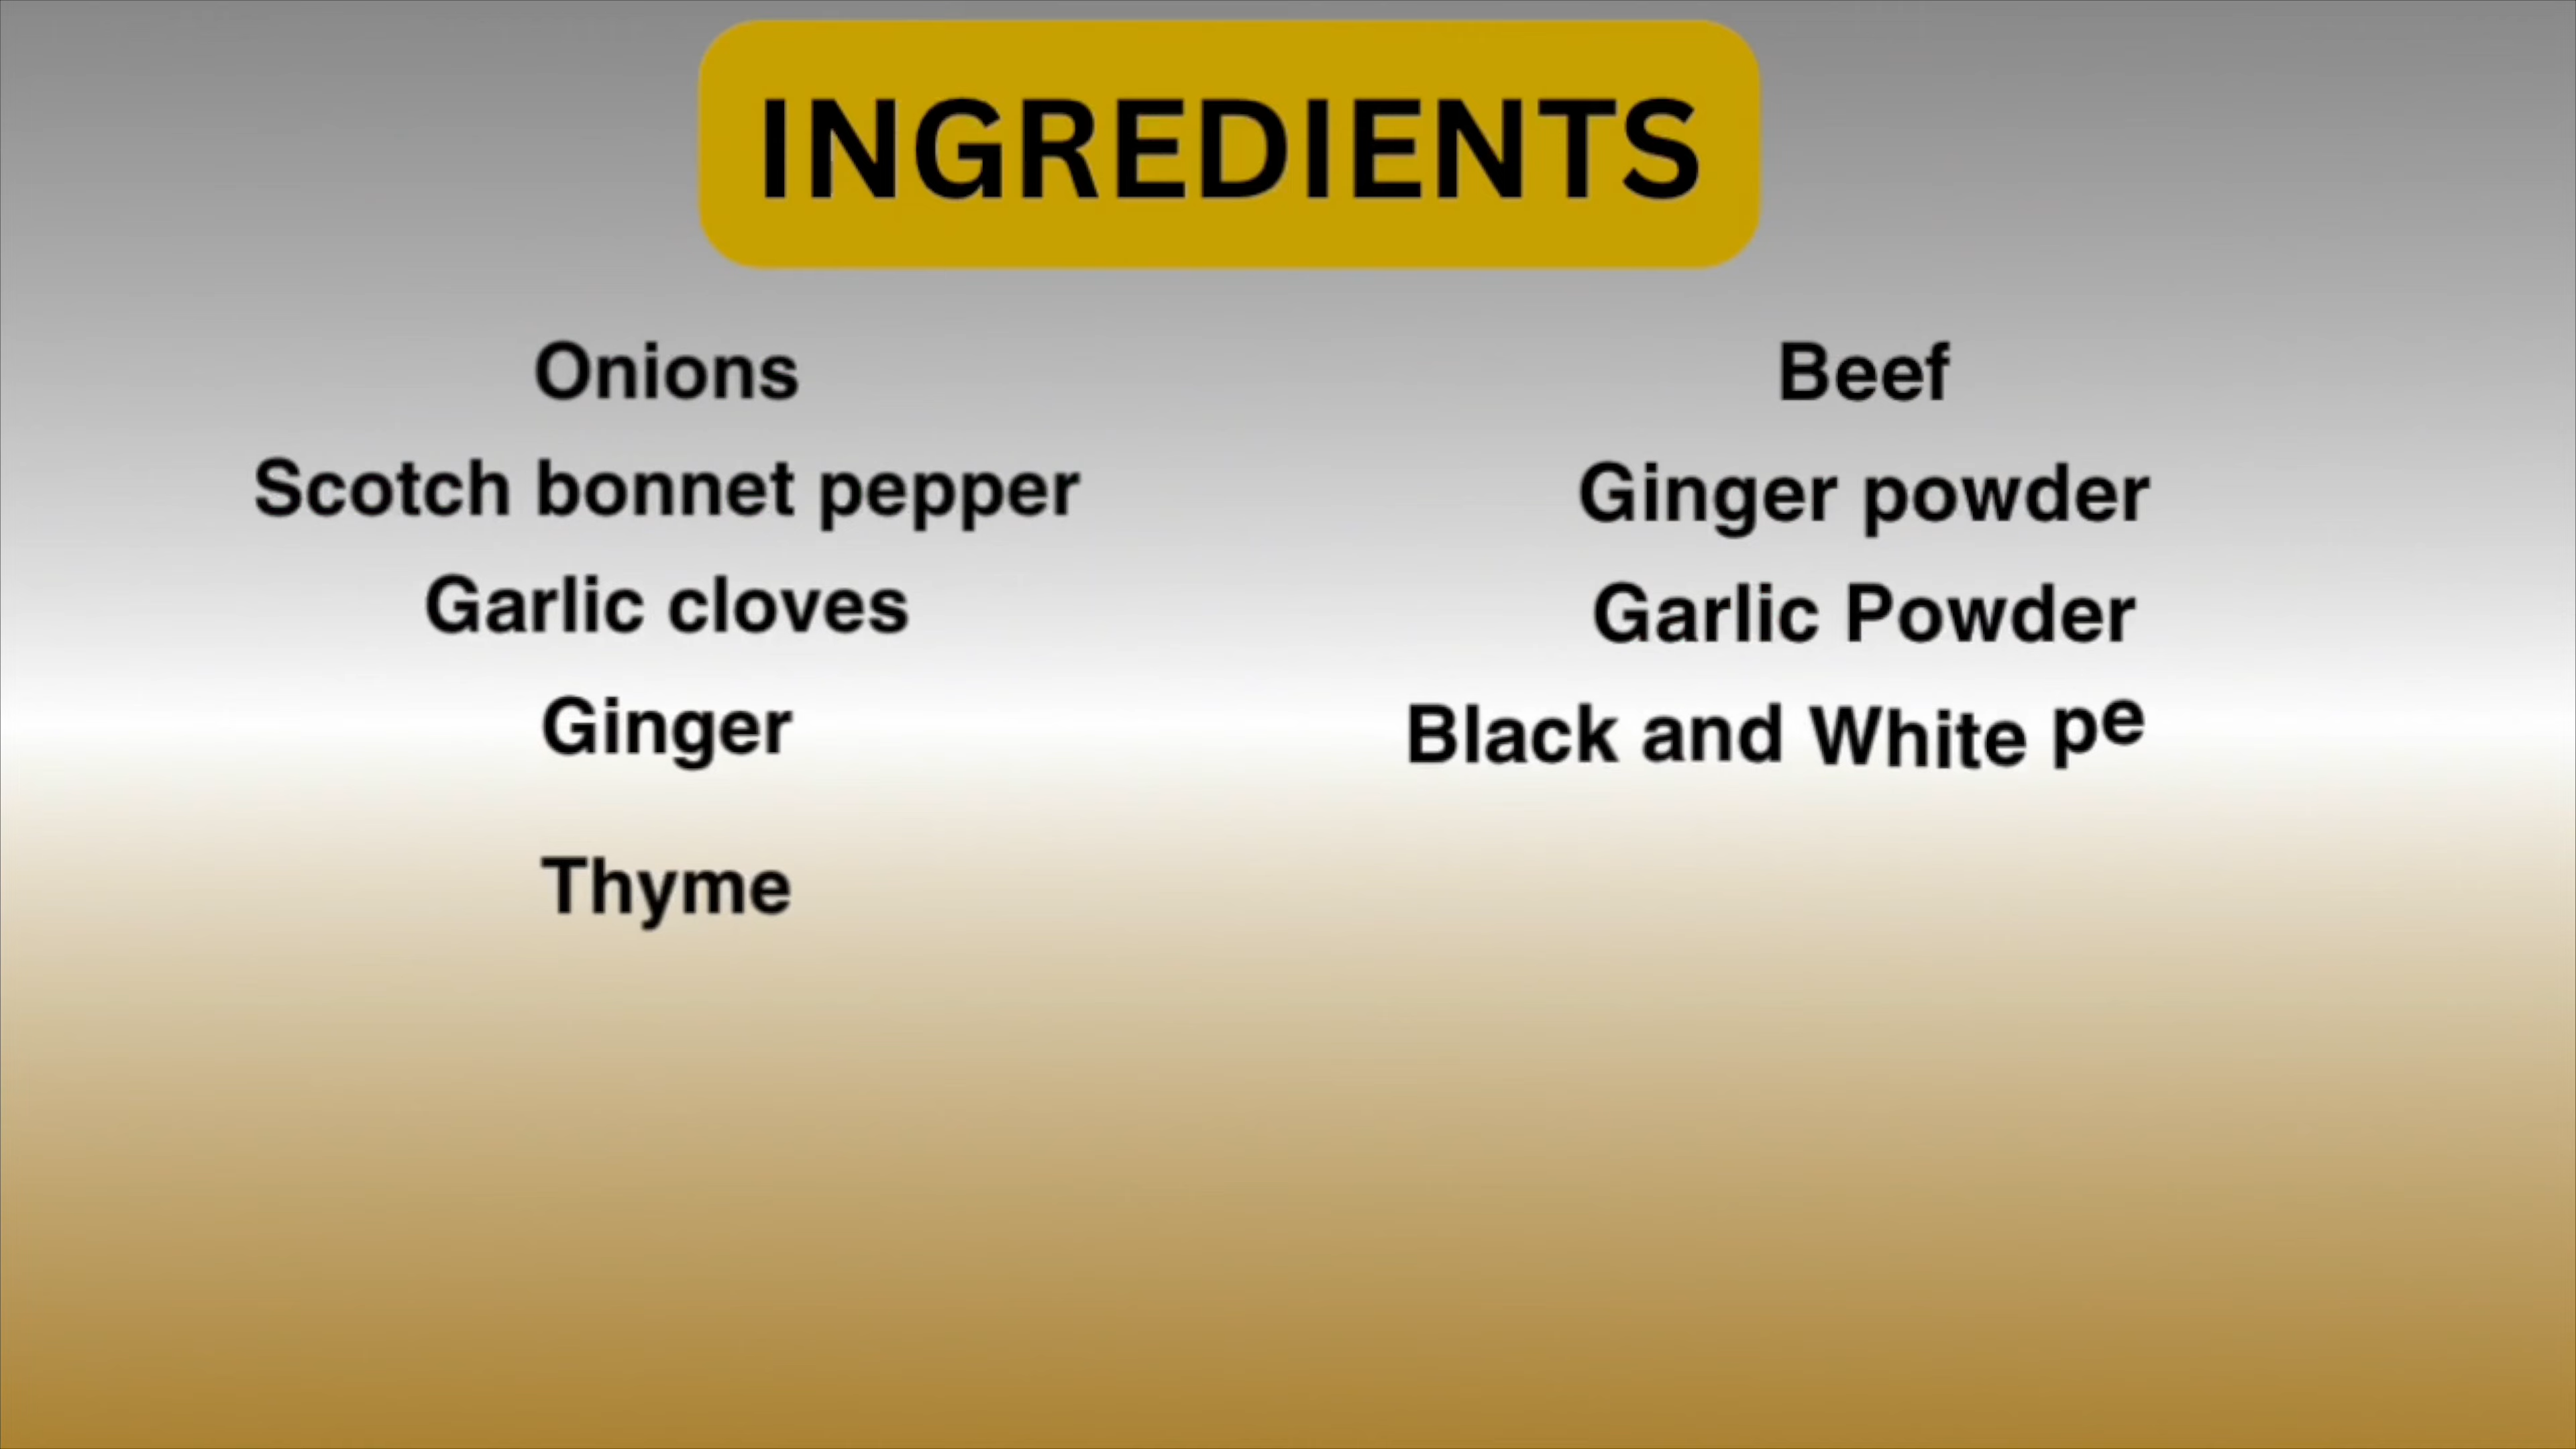 INGREDIENTS
Onions
Scotch bonnet pepper
Garlic cloves
Ginger
Thyme
Beef
Ginger powder
Garlic Powder
Black and White pe